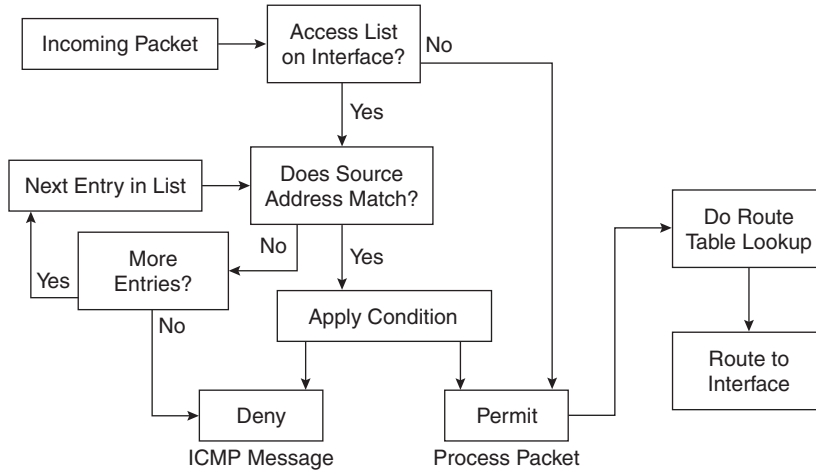 Incoming Packet
Access List
on Interface?
No
Yes
Next Entry in List
Does Source
Address Match?
Do Route
Table Lookup
No
Yes
More
Entries?
Yes
No
Apply Condition
Route to
Interface
Deny
Permit
ICMP Message
Process Packet